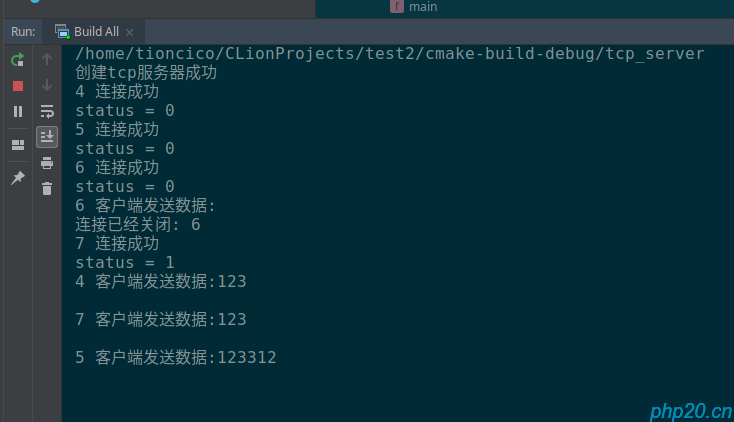 main
Run: Build All
/home/tioncico/CLionProjects/test2/cmake-build-debug/tcp_server
创建tcp服务器成功
4 连接成功
status = 0
5 连接成功
status = 0
6 连接成功
status = 0
6 客户端发送数据:
连接已经关闭: 6
7 连接成功
status = 1
4 客户端发送数据:123
7 客户端发送数据:123
5 客户端发送数据:123312
php20.cn